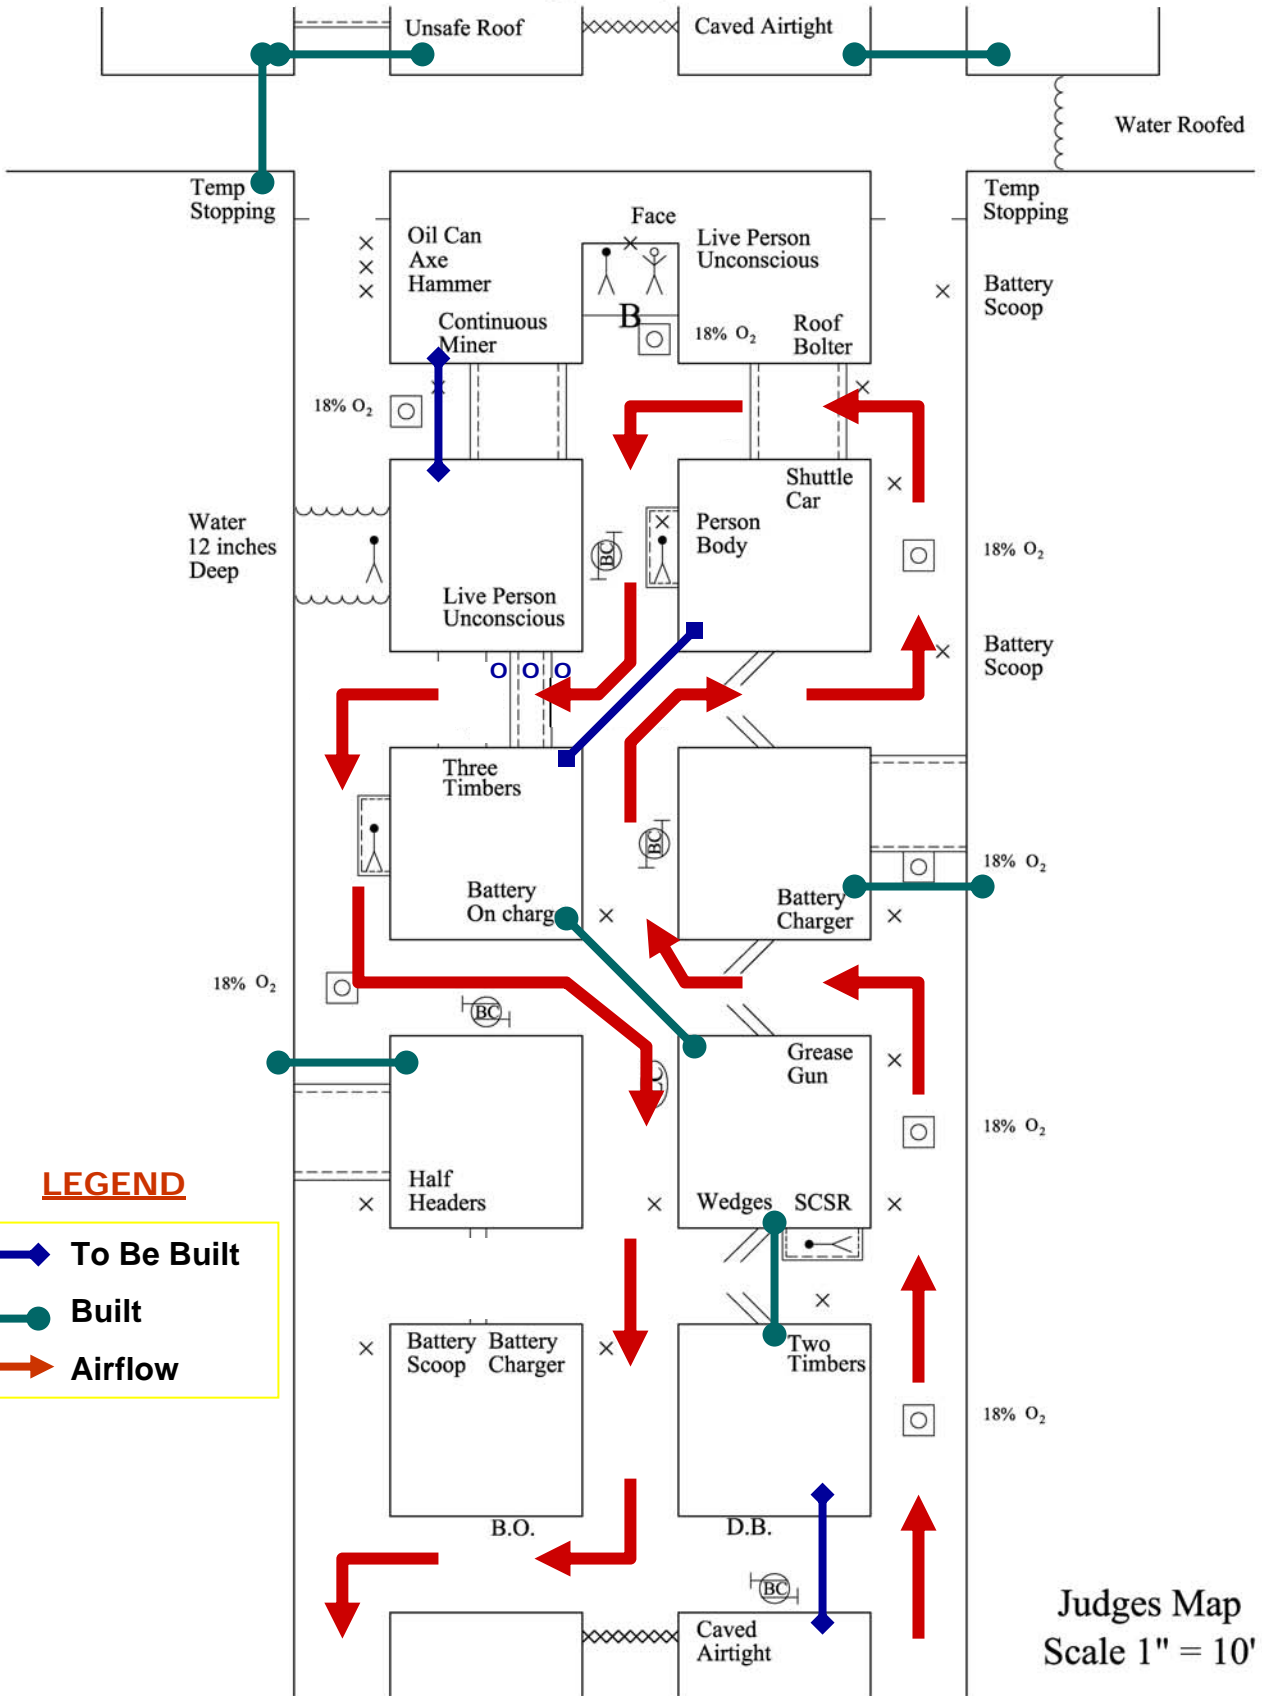 Unsafe Roof
Caved Airtight
Water Roofed
Temp
Stopping
Temp
Stopping
Face
Oil Can
Axe
Hammer
Live Person
Unconscious
Battery
Scoop
B
Continuous
Miner
18% O₂
Roof
Bolter
18% O₂
Shuttle
Car
Water
12 inches
Deep
Person
Body
BC
18% O₂
Live Person
Unconscious
Battery
Scoop
O O O
Three
Timbers
BC
18% O₂
Battery
On charg
Battery
Charger
18% O₂
BC
Grease
Gun
18% O₂
LEGEND
Half
Headers
Wedges SCSR
To Be Built
Built
Airflow
Battery
Scoop
Battery
Charger
Two
Timbers
18% O₂
B.O.
D.B.
BC
Caved
Airtight
Judges Map
Scale 1" = 10'